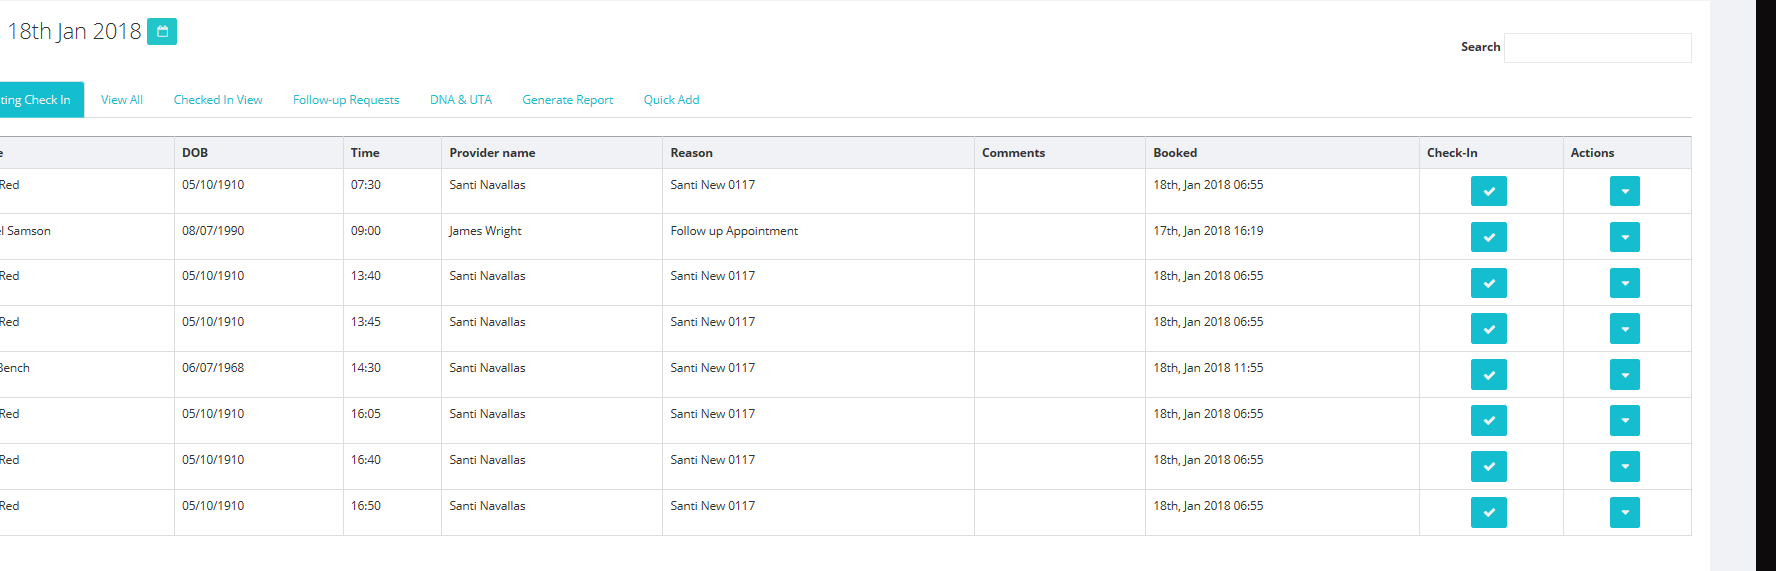 18th Jan 2018
Search
ting Check In View All Checked In View Follow-up Requests DNA & UTA Generate Report Quick Add
e DOB Time Provider name Reason Comments Booked Check-In Actions
Red 05/10/1910 07:30 Santi Navallas Santi New 0117 18th, Jan 2018 06:55
el Samson 08/07/1990 09:00 James Wright Follow up Appointment 17th, Jan 2018 16:19
Red 05/10/1910 13:40 Santi Navallas Santi New 0117 18th, Jan 2018 06:55
Red 05/10/1910 13:45 Santi Navallas Santi New 0117 18th, Jan 2018 06:55
Bench 06/07/1968 14:30 Santi Navallas Santi New 0117 18th, Jan 2018 11:55
Red 05/10/1910 16:05 Santi Navallas Santi New 0117 18th, Jan 2018 06:55
Red 05/10/1910 16:40 Santi Navallas Santi New 0117 18th, Jan 2018 06:55
Red 05/10/1910 16:50 Santi Navallas Santi New 0117 18th, Jan 2018 06:55